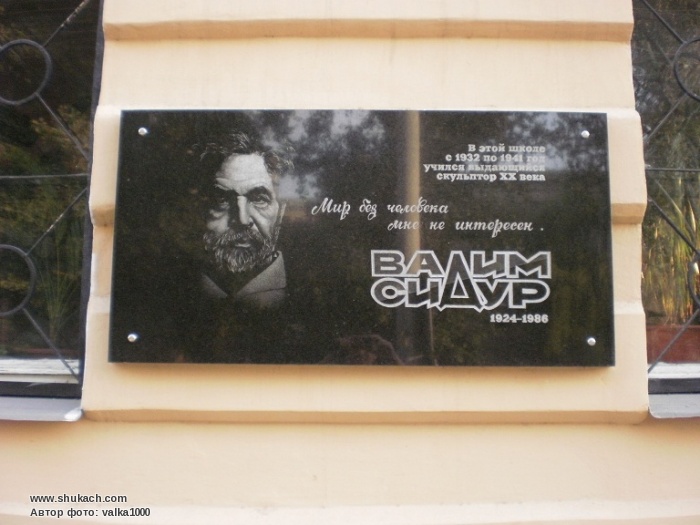 В этой школе
с 1932 по 1941 год
учился выдающийся
скульптор XX века
Мир без человека
мне не интересен .
ВАДИМ
СИДУР
1924-1986
www.shukach.com
Автор фото: valka1000